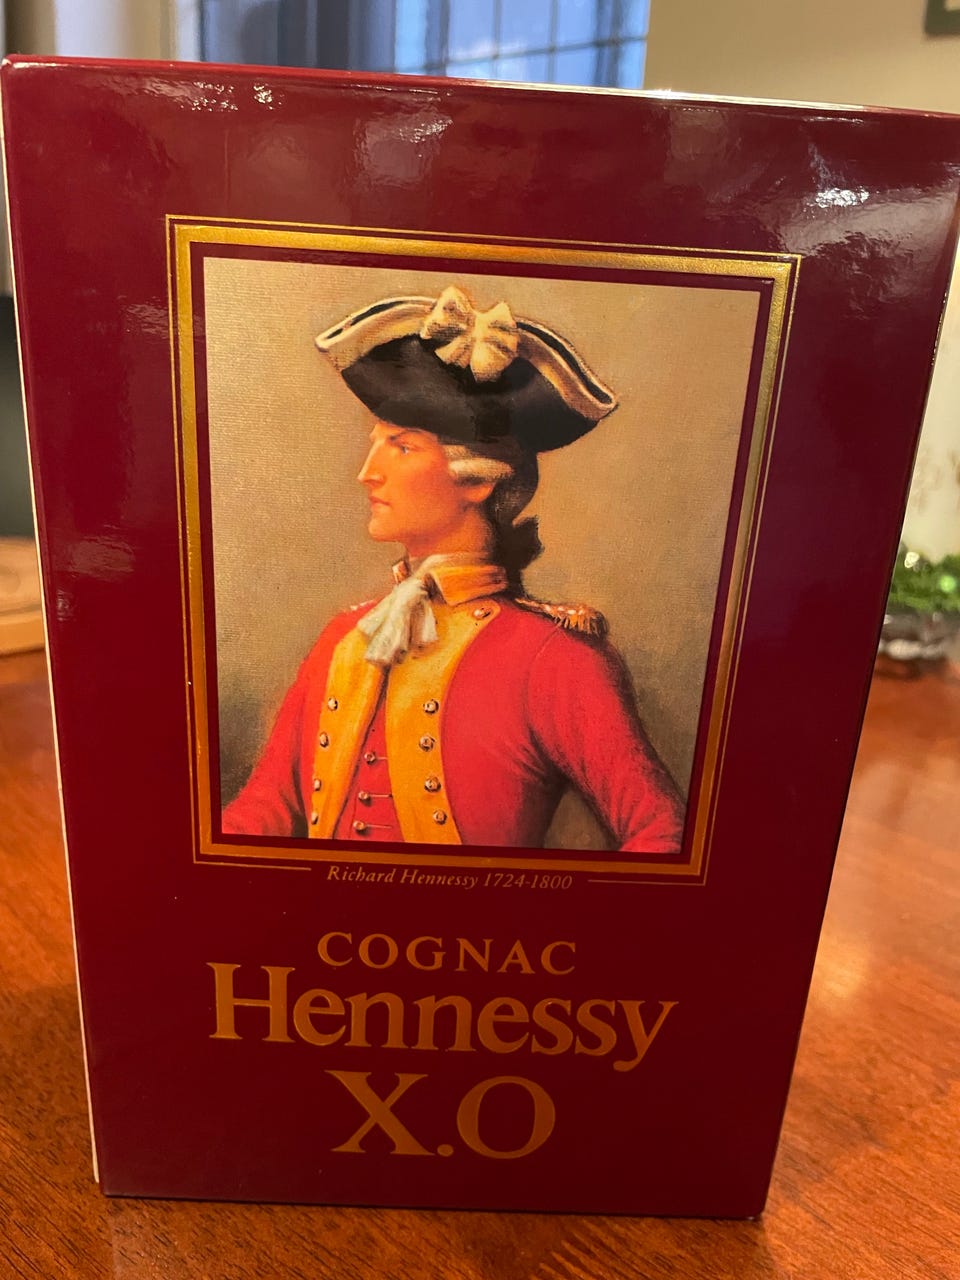 Richard Hennessy 1724-1800
COGNAC
Hennessy
X.O